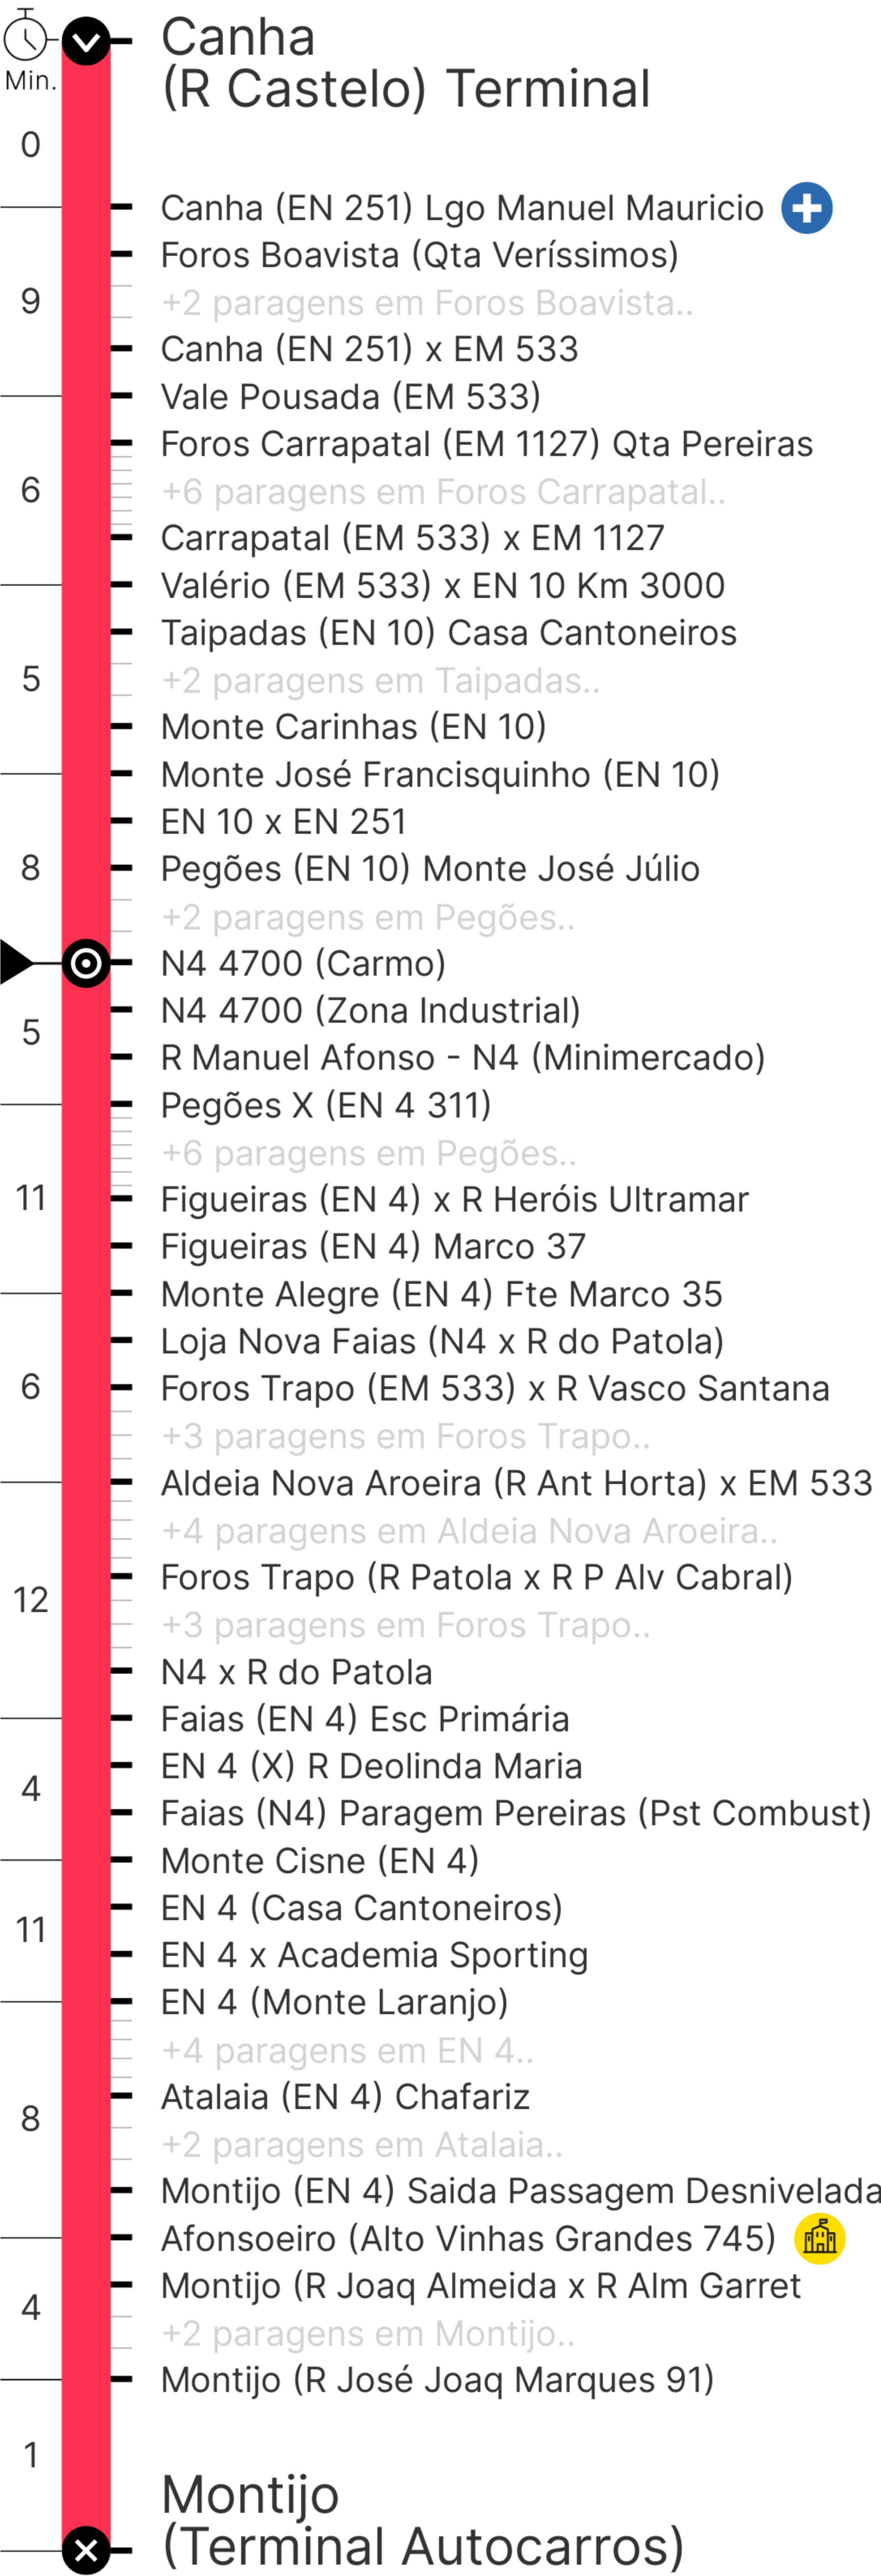 Canha
(R Castelo) Terminal
Min.
0
Canha (EN 251) Lgo Manuel Mauricio
Foros Boavista (Qta Veríssimos)
9
+2 paragens em Foros Boavista..
Canha (EN 251) x EM 533
Vale Pousada (EM 533)
Foros Carrapatal (EM 1127) Qta Pereiras
6
+6 paragens em Foros Carrapatal..
Carrapatal (EM 533) x EM 1127
Valério (EM 533) x EN 10 Km 3000
Taipadas (EN 10) Casa Cantoneiros
5
+2 paragens em Taipadas..
Monte Carinhas (EN 10)
Monte José Francisquinho (EN 10)
EN 10 x EN 251
8
Pegões (EN 10) Monte José Júlio
+2 paragens em Pegões..
N4 4700 (Carmo)
N4 4700 (Zona Industrial)
5
R Manuel Afonso - N4 (Minimercado)
Pegões X (EN 4 311)
+6 paragens em Pegões..
11
Figueiras (EN 4) x R Heróis Ultramar
Figueiras (EN 4) Marco 37
Monte Alegre (EN 4) Fte Marco 35
Loja Nova Faias (N4 x R do Patola)
6
Foros Trapo (EM 533) x R Vasco Santana
+3 paragens em Foros Trapo..
Aldeia Nova Aroeira (R Ant Horta) x EM 533
+4 paragens em Aldeia Nova Aroeira..
Foros Trapo (R Patola x R P Alv Cabral)
12
+3 paragens em Foros Trapo..
N4 x R do Patola
Faias (EN 4) Esc Primária
EN 4 (X) R Deolinda Maria
4
Faias (N4) Paragem Pereiras (Pst Combust)
Monte Cisne (EN 4)
EN 4 (Casa Cantoneiros)
11
EN 4 x Academia Sporting
EN 4 (Monte Laranjo)
+4 paragens em EN 4..
Atalaia (EN 4) Chafariz
8
+2 paragens em Atalaia..
Montijo (EN 4) Saida Passagem Desnivelada
Afonsoeiro (Alto Vinhas Grandes 745)
Montijo (R Joaq Almeida x R Alm Garret
4
+2 paragens em Montijo..
Montijo (R José Joaq Marques 91)
1
Montijo
(Terminal Autocarros)